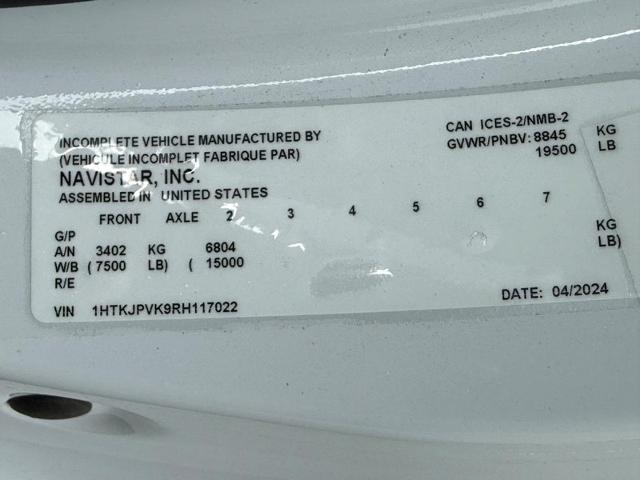 INCOMPLETE VEHICLE MANUFACTURED BY
(VEHICULE INCOMPLET FABRIQUE PAR)
NAVISTAR, INC.
ASSEMBLED IN UNITED STATES
CAN ICES-2/NMB-2
GVWR/PNBV: 8845 KG
19500 LB
FRONT AXLE 2 3 4 5 6 7
G/P
A/N 3402 KG 6804 KG
W/B ( 7500 LB) ( 15000 LB)
R/E
VIN 1HTKJPVK9RH117022
DATE: 04/2024